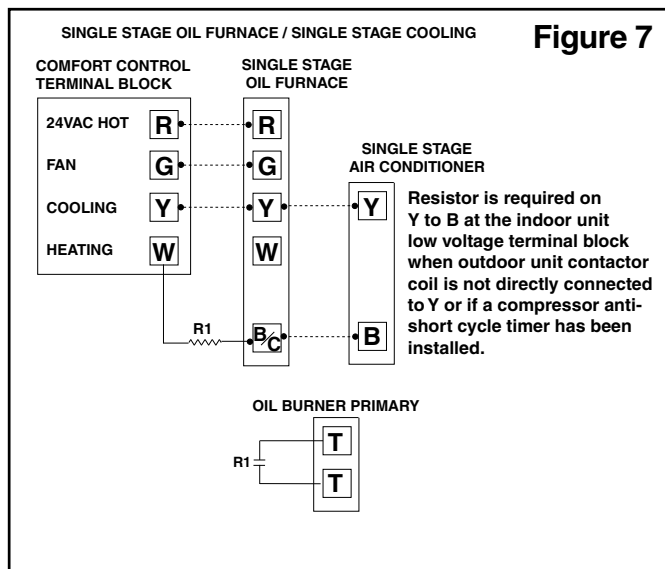 SINGLE STAGE OIL FURNACE / SINGLE STAGE COOLING
Figure 7
COMFORT CONTROL
TERMINAL BLOCK
SINGLE STAGE
OIL FURNACE
24VAC HOT R R
FAN G G
SINGLE STAGE
AIR CONDITIONER
COOLING Y Y Y
HEATING W W
R1 B/C B
Resistor is required on
Y to B at the indoor unit
low voltage terminal block
when outdoor unit contactor
coil is not directly connected
to Y or if a compressor anti-
short cycle timer has been
installed.
OIL BURNER PRIMARY
T
R1
T